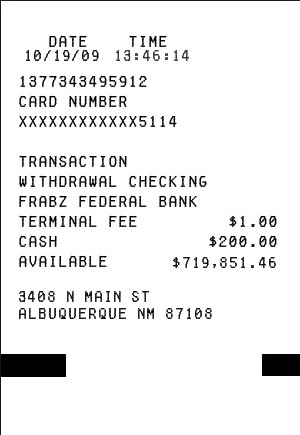 DATE TIME
10/19/09 13:46:14
1377343495912
CARD NUMBER
XXXXXXXXXXXX5114
TRANSACTION
WITHDRAWAL CHECKING
FRABZ FEDERAL BANK
TERMINAL FEE $1.00
CASH $200.00
AVAILABLE $719,851.46
3408 N MAIN ST
ALBUQUERQUE NM 87108